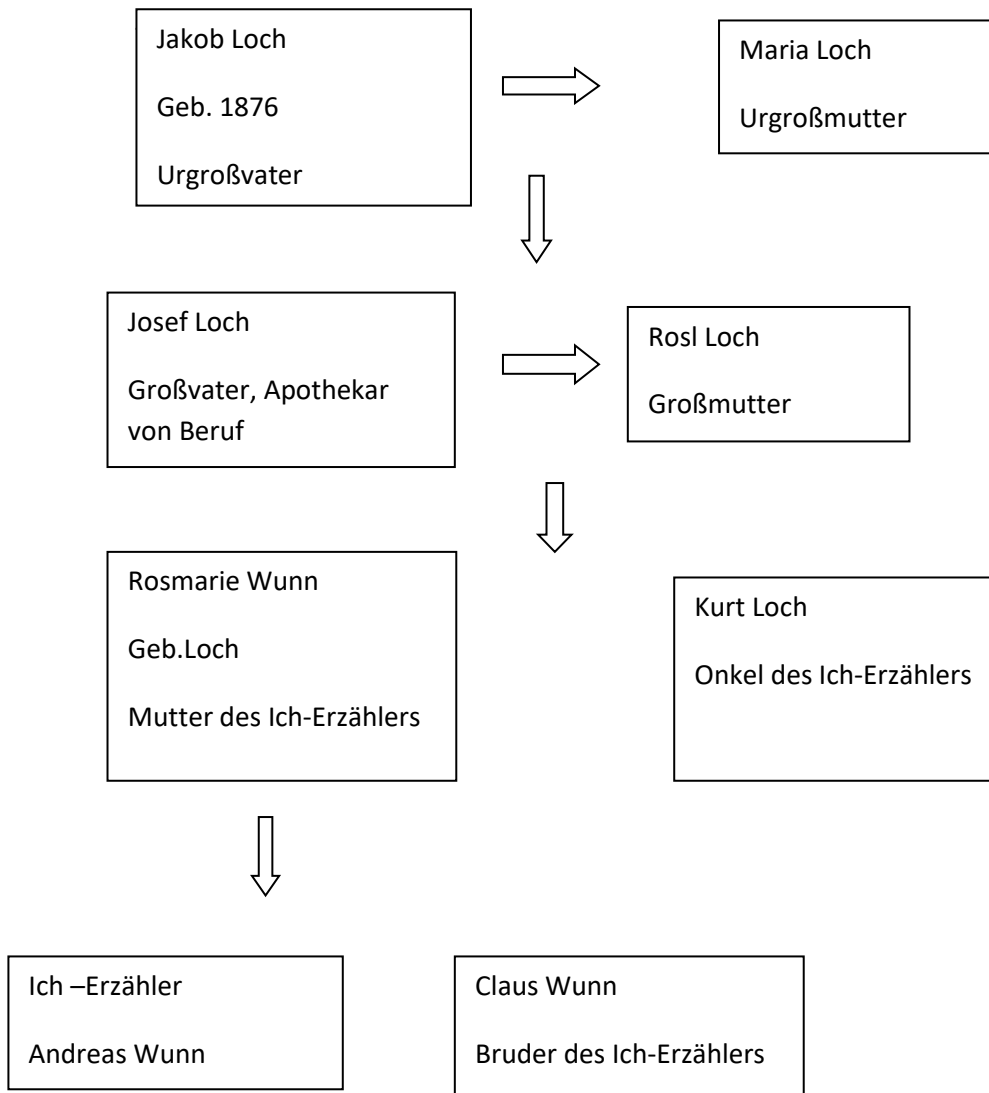 Jakob Loch
Geb. 1876
Urgroßvater
Maria Loch
Urgroßmutter
Josef Loch
Großvater, Apothekar
von Beruf
Rosl Loch
Großmutter
Rosmarie Wunn
Geb.Loch
Mutter des Ich-Erzählers
Kurt Loch
Onkel des Ich-Erzählers
Ich –Erzähler
Andreas Wunn
Claus Wunn
Bruder des Ich-Erzählers